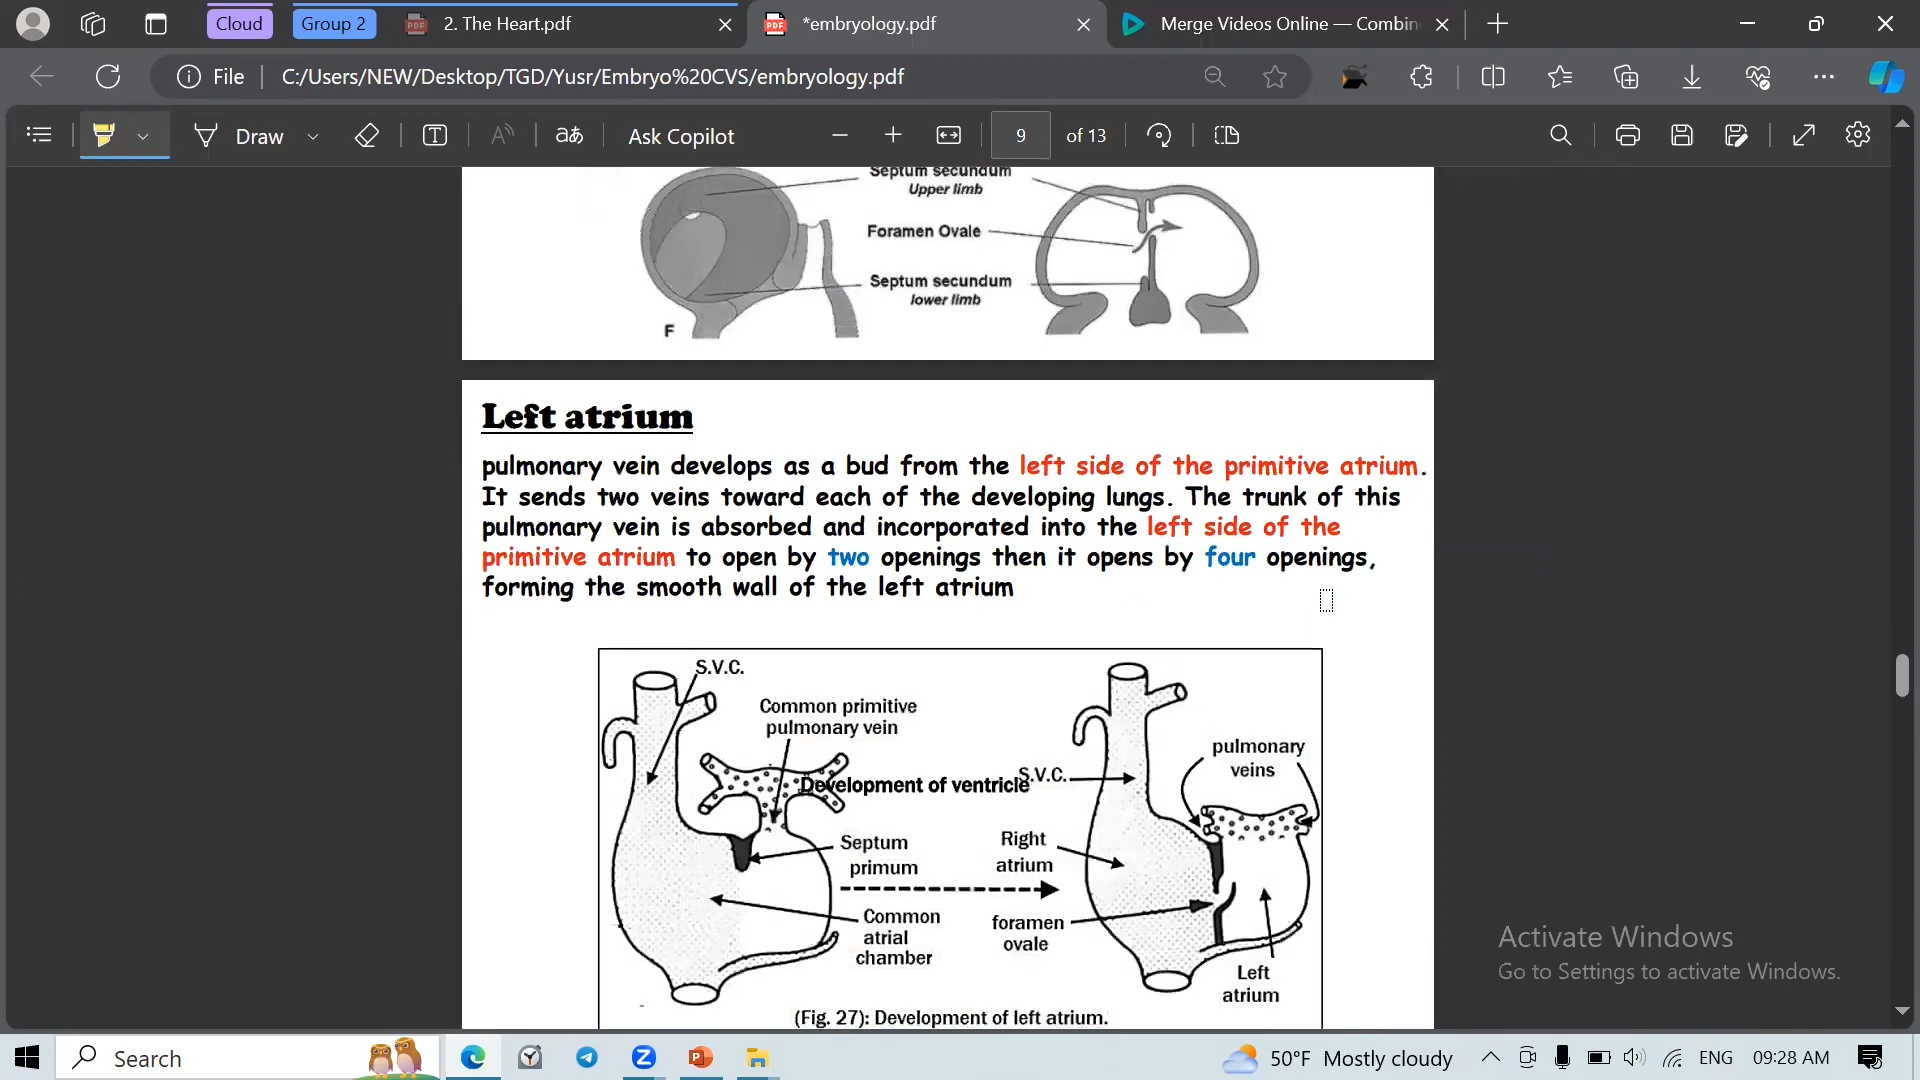 Cloud
Group 2
2. The Heart.pdf
*embryology.pdf
Merge Videos Online — Combin
File
C:/Users/NEW/Desktop/TGD/Yusr/Embryo%20CVS/embryology.pdf
Draw
aあ
Ask Copilot
9
of 13
Septum secundum
Upper limb
Foramen Ovale
Septum secundum
lower limb
F
Left atrium
pulmonary vein develops as a bud from the left side of the primitive atrium.
It sends two veins toward each of the developing lungs. The trunk of this
pulmonary vein is absorbed and incorporated into the left side of the
primitive atrium to open by two openings then it opens by four openings,
forming the smooth wall of the left atrium
S.V.C.
Common primitive
pulmonary vein
Development of ventricle
Septum
primum
Common
atrial
chamber
S.V.C.
pulmonary
veins
Right
atrium
foramen
ovale
Left
atrium
(Fig. 27): Development of left atrium.
Activate Windows
Go to Settings to activate Windows.
Search
50°F Mostly cloudy
ENG
09:28 AM